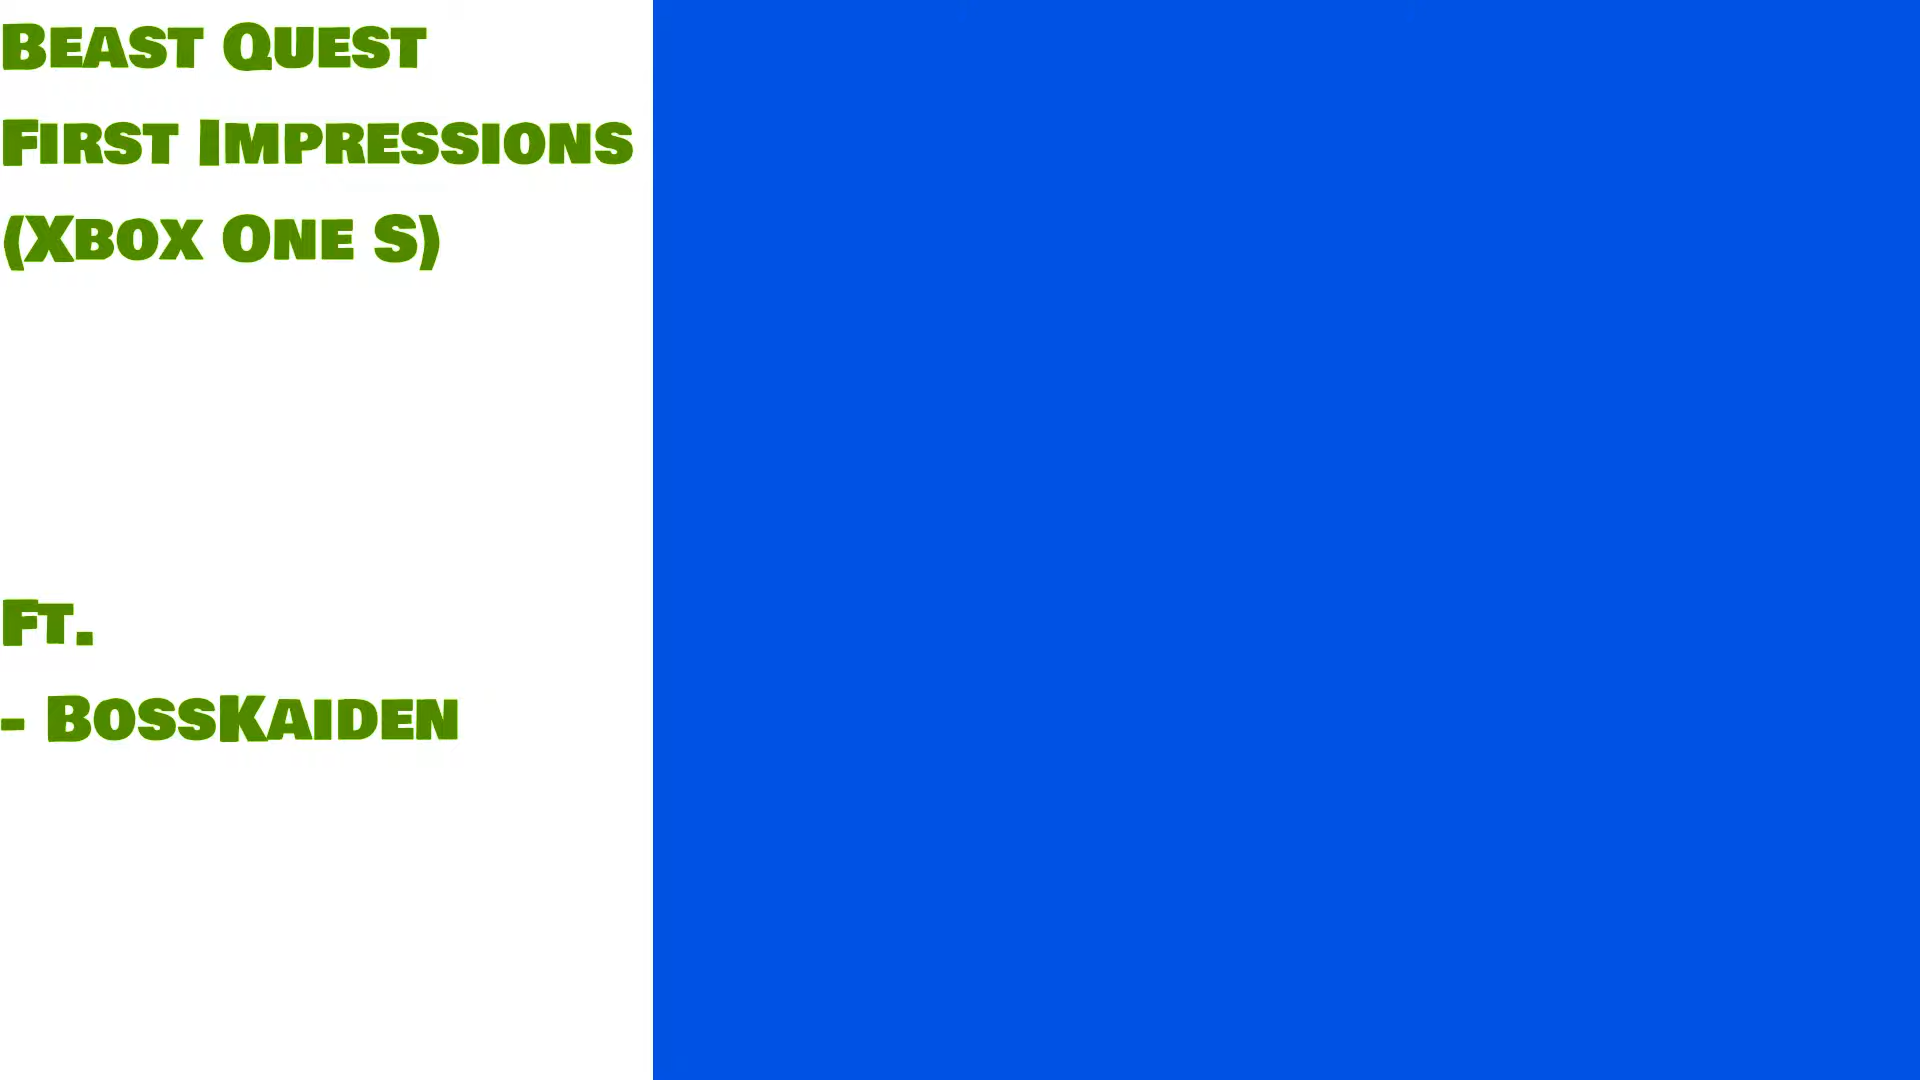 Beast Quest
First Impressions
(Xbox One S)
Ft.
- BossKaiden